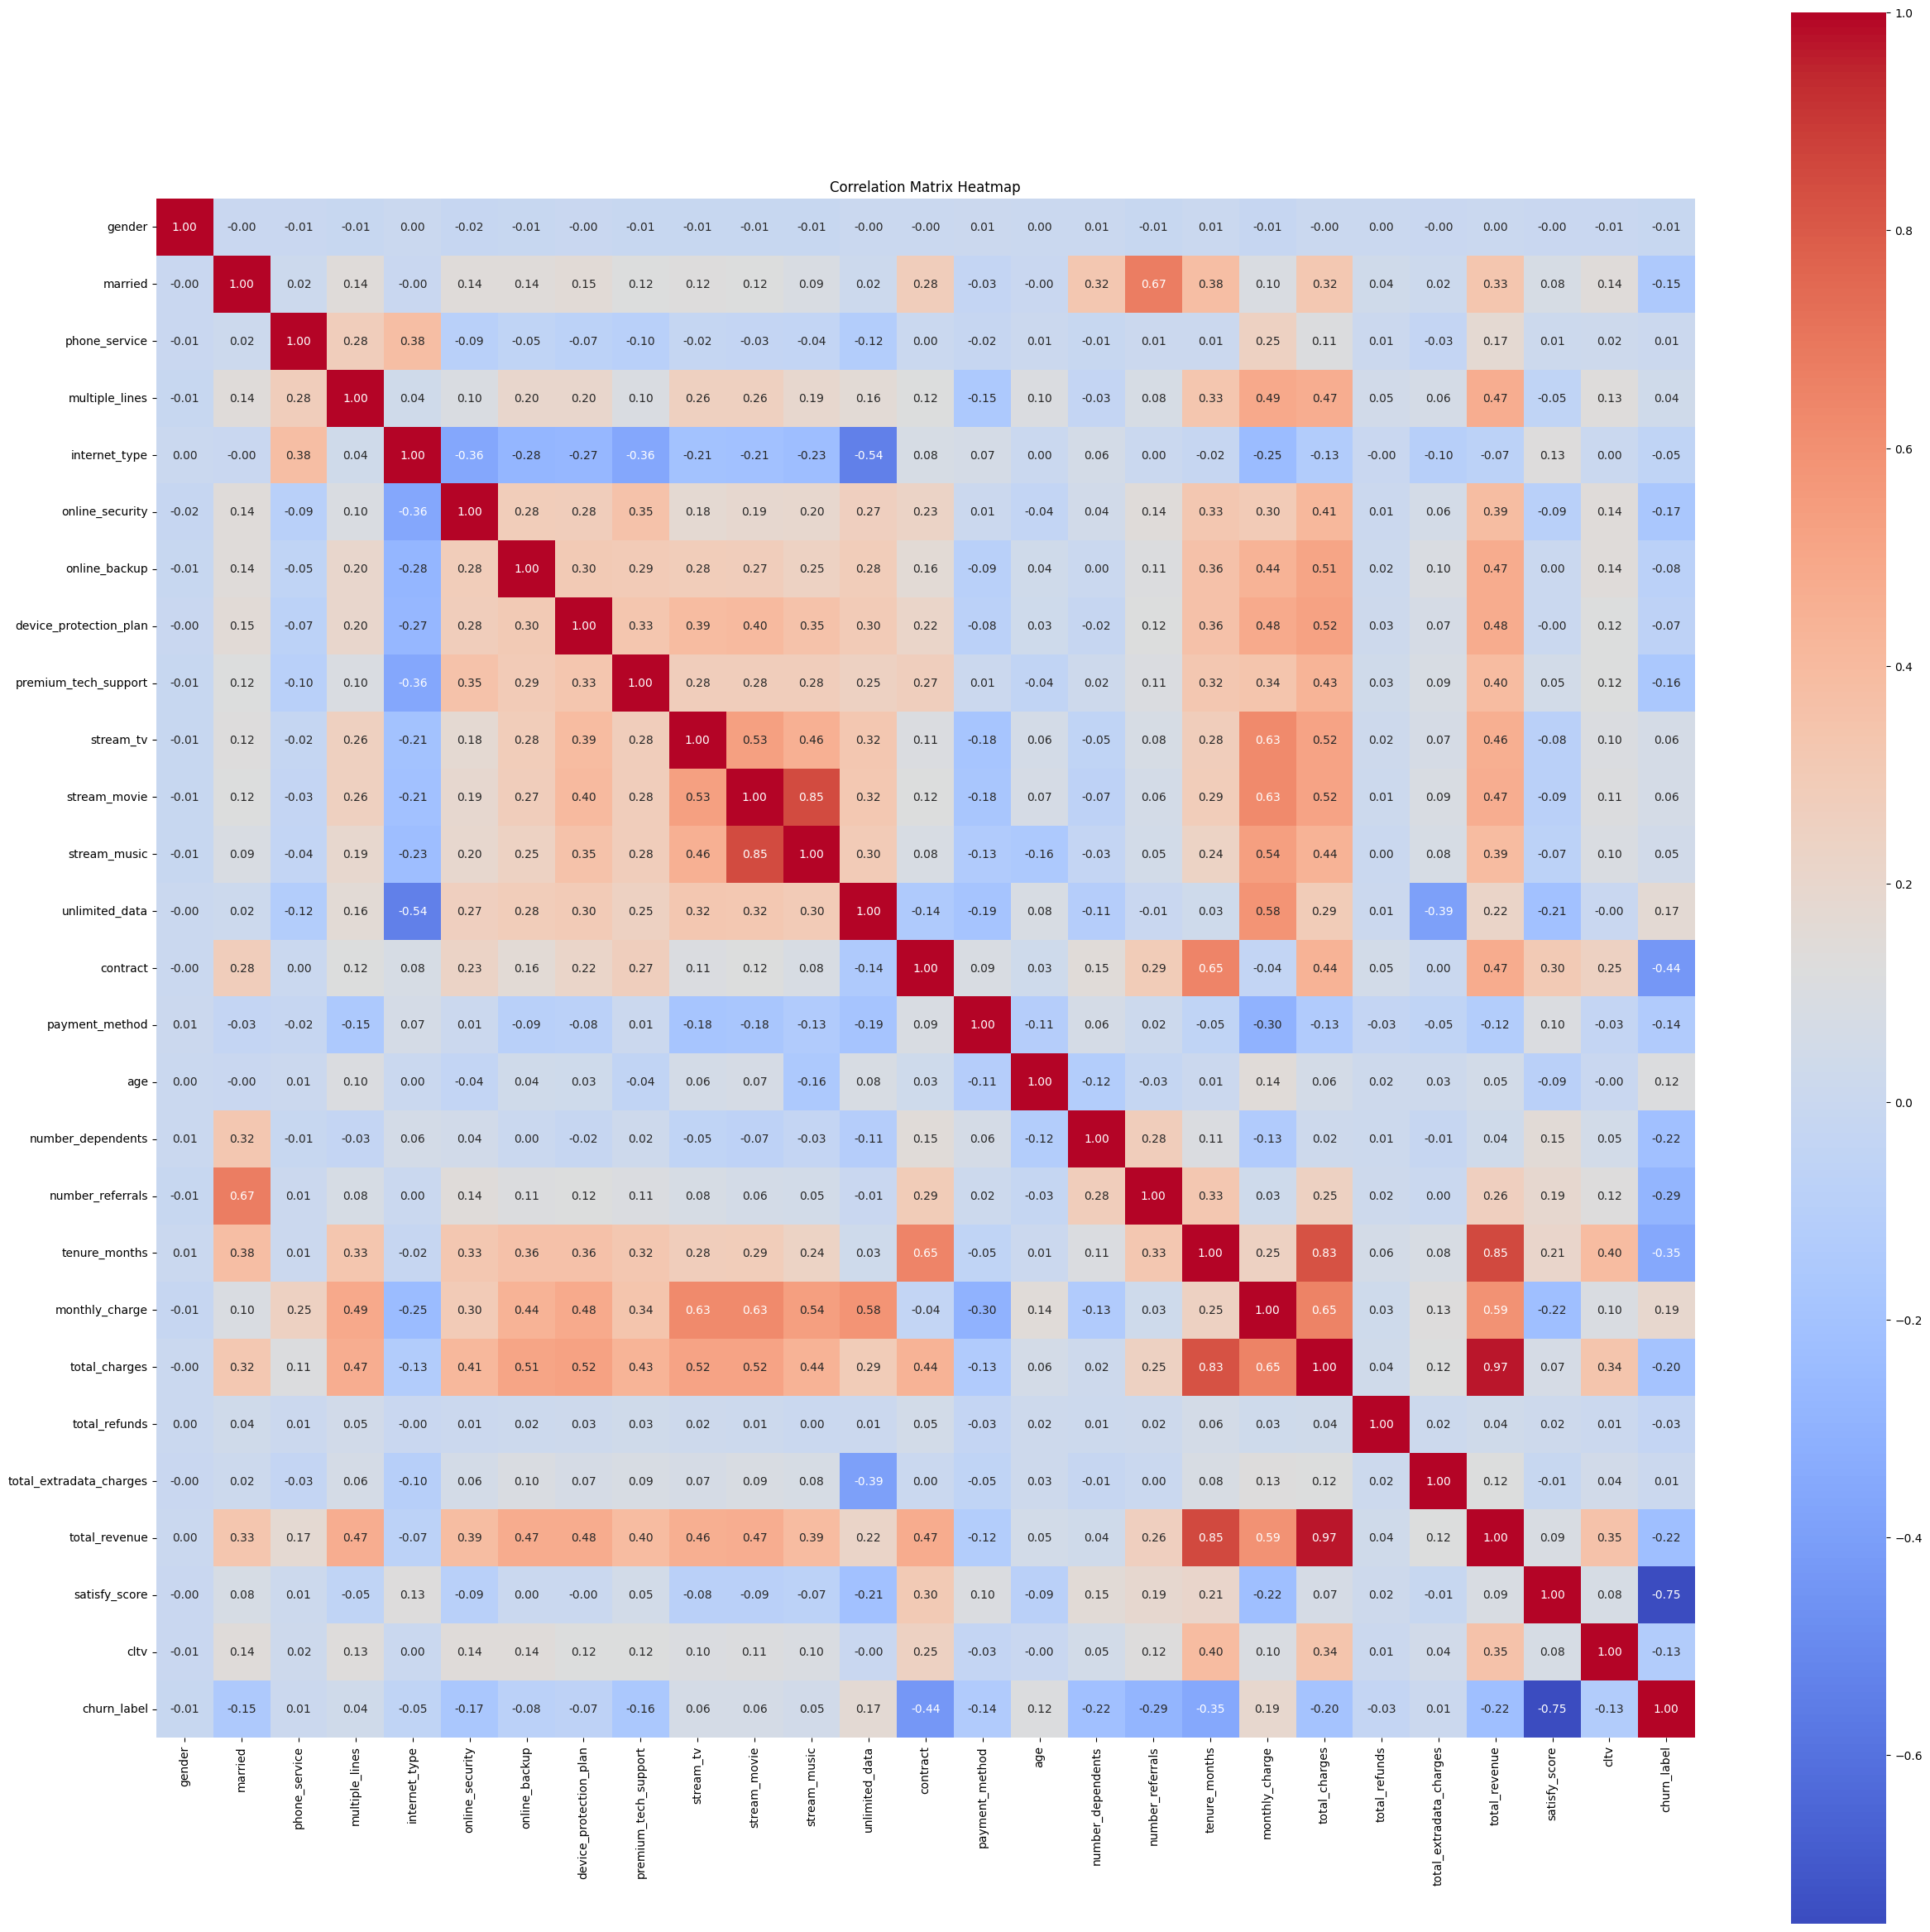 Correlation Matrix Heatmap
1.0
0.8
0.6
0.4
0.2
0.0
−0.2
−0.4
−0.6
gender 1.00 -0.00 -0.01 -0.01 0.00 -0.02 -0.01 -0.00 -0.01 -0.01 -0.01 -0.01 -0.00 -0.00 0.01 0.00 0.01 -0.01 0.01 -0.01 -0.00 0.00 -0.00 0.00 -0.00 -0.01 -0.01
married -0.00 1.00 0.02 0.14 -0.00 0.14 0.14 0.15 0.12 0.12 0.12 0.09 0.02 0.28 -0.03 -0.00 0.32 0.67 0.38 0.10 0.32 0.04 0.02 0.33 0.08 0.14 -0.15
phone_service -0.01 0.02 1.00 0.28 0.38 -0.09 -0.05 -0.07 -0.10 -0.02 -0.03 -0.04 -0.12 0.00 -0.02 0.01 -0.01 0.01 0.01 0.25 0.11 0.01 -0.03 0.17 0.01 0.02 0.01
multiple_lines -0.01 0.14 0.28 1.00 0.04 0.10 0.20 0.20 0.10 0.26 0.26 0.19 0.16 0.12 -0.15 0.10 -0.03 0.08 0.33 0.49 0.47 0.05 0.06 0.47 -0.05 0.13 0.04
internet_type 0.00 -0.00 0.38 0.04 1.00 -0.36 -0.28 -0.27 -0.36 -0.21 -0.21 -0.23 -0.54 0.08 0.07 0.00 0.06 0.00 -0.02 -0.25 -0.13 -0.00 -0.10 -0.07 0.13 0.00 -0.05
online_security -0.02 0.14 -0.09 0.10 -0.36 1.00 0.28 0.28 0.35 0.18 0.19 0.20 0.27 0.23 0.01 -0.04 0.04 0.14 0.33 0.30 0.41 0.01 0.06 0.39 -0.09 0.14 -0.17
online_backup -0.01 0.14 -0.05 0.20 -0.28 0.28 1.00 0.30 0.29 0.28 0.27 0.25 0.28 0.16 -0.09 0.04 0.00 0.11 0.36 0.44 0.51 0.02 0.10 0.47 0.00 0.14 -0.08
device_protection_plan -0.00 0.15 -0.07 0.20 -0.27 0.28 0.30 1.00 0.33 0.39 0.40 0.35 0.30 0.22 -0.08 0.03 -0.02 0.12 0.36 0.48 0.52 0.03 0.07 0.48 -0.00 0.12 -0.07
premium_tech_support -0.01 0.12 -0.10 0.10 -0.36 0.35 0.29 0.33 1.00 0.28 0.28 0.28 0.25 0.27 0.01 -0.04 0.02 0.11 0.32 0.34 0.43 0.03 0.09 0.40 0.05 0.12 -0.16
stream_tv -0.01 0.12 -0.02 0.26 -0.21 0.18 0.28 0.39 0.28 1.00 0.53 0.46 0.32 0.11 -0.18 0.06 -0.05 0.08 0.28 0.63 0.52 0.02 0.07 0.46 -0.08 0.10 0.06
stream_movie -0.01 0.12 -0.03 0.26 -0.21 0.19 0.27 0.40 0.28 0.53 1.00 0.85 0.32 0.12 -0.18 0.07 -0.07 0.06 0.29 0.63 0.52 0.01 0.09 0.47 -0.09 0.11 0.06
stream_music -0.01 0.09 -0.04 0.19 -0.23 0.20 0.25 0.35 0.28 0.46 0.85 1.00 0.30 0.08 -0.13 -0.16 -0.03 0.05 0.24 0.54 0.44 0.00 0.08 0.39 -0.07 0.10 0.05
unlimited_data -0.00 0.02 -0.12 0.16 -0.54 0.27 0.28 0.30 0.25 0.32 0.32 0.30 1.00 -0.14 -0.19 0.08 -0.11 -0.01 0.03 0.58 0.29 0.01 -0.39 0.22 -0.21 -0.00 0.17
contract -0.00 0.28 0.00 0.12 0.08 0.23 0.16 0.22 0.27 0.11 0.12 0.08 -0.14 1.00 0.09 0.03 0.15 0.29 0.65 -0.04 0.44 0.05 0.00 0.47 0.30 0.25 -0.44
payment_method 0.01 -0.03 -0.02 -0.15 0.07 0.01 -0.09 -0.08 0.01 -0.18 -0.18 -0.13 -0.19 0.09 1.00 -0.11 0.06 0.02 -0.05 -0.30 -0.13 -0.03 -0.05 -0.12 0.10 -0.03 -0.14
age 0.00 -0.00 0.01 0.10 0.00 -0.04 0.04 0.03 -0.04 0.06 0.07 -0.16 0.08 0.03 -0.11 1.00 -0.12 -0.03 0.01 0.14 0.06 0.02 0.03 0.05 -0.09 -0.00 0.12
number_dependents 0.01 0.32 -0.01 -0.03 0.06 0.04 0.00 -0.02 0.02 -0.05 -0.07 -0.03 -0.11 0.15 0.06 -0.12 1.00 0.28 0.11 -0.13 0.02 0.01 -0.01 0.04 0.15 0.05 -0.22
number_referrals -0.01 0.67 0.01 0.08 0.00 0.14 0.11 0.12 0.11 0.08 0.06 0.05 -0.01 0.29 0.02 -0.03 0.28 1.00 0.33 0.03 0.25 0.02 0.00 0.26 0.19 0.12 -0.29
tenure_months 0.01 0.38 0.01 0.33 -0.02 0.33 0.36 0.36 0.32 0.28 0.29 0.24 0.03 0.65 -0.05 0.01 0.11 0.33 1.00 0.25 0.83 0.06 0.08 0.85 0.21 0.40 -0.35
monthly_charge -0.01 0.10 0.25 0.49 -0.25 0.30 0.44 0.48 0.34 0.63 0.63 0.54 0.58 -0.04 -0.30 0.14 -0.13 0.03 0.25 1.00 0.65 0.03 0.13 0.59 -0.22 0.10 0.19
total_charges -0.00 0.32 0.11 0.47 -0.13 0.41 0.51 0.52 0.43 0.52 0.52 0.44 0.29 0.44 -0.13 0.06 0.02 0.25 0.83 0.65 1.00 0.04 0.12 0.97 0.07 0.34 -0.20
total_refunds 0.00 0.04 0.01 0.05 -0.00 0.01 0.02 0.03 0.03 0.02 0.01 0.00 0.01 0.05 -0.03 0.02 0.01 0.02 0.06 0.03 0.04 1.00 0.02 0.04 0.02 0.01 -0.03
total_extradata_charges -0.00 0.02 -0.03 0.06 -0.10 0.06 0.10 0.07 0.09 0.07 0.09 0.08 -0.39 0.00 -0.05 0.03 -0.01 0.00 0.08 0.13 0.12 0.02 1.00 0.12 -0.01 0.04 0.01
total_revenue 0.00 0.33 0.17 0.47 -0.07 0.39 0.47 0.48 0.40 0.46 0.47 0.39 0.22 0.47 -0.12 0.05 0.04 0.26 0.85 0.59 0.97 0.04 0.12 1.00 0.09 0.35 -0.22
satisfy_score -0.00 0.08 0.01 -0.05 0.13 -0.09 0.00 -0.00 0.05 -0.08 -0.09 -0.07 -0.21 0.30 0.10 -0.09 0.15 0.19 0.21 -0.22 0.07 0.02 -0.01 0.09 1.00 0.08 -0.75
cltv -0.01 0.14 0.02 0.13 0.00 0.14 0.14 0.12 0.12 0.10 0.11 0.10 -0.00 0.25 -0.03 -0.00 0.05 0.12 0.40 0.10 0.34 0.01 0.04 0.35 0.08 1.00 -0.13
churn_label -0.01 -0.15 0.01 0.04 -0.05 -0.17 -0.08 -0.07 -0.16 0.06 0.06 0.05 0.17 -0.44 -0.14 0.12 -0.22 -0.29 -0.35 0.19 -0.20 -0.03 0.01 -0.22 -0.75 -0.13 1.00
gender
married
phone_service
multiple_lines
internet_type
online_security
online_backup
device_protection_plan
premium_tech_support
stream_tv
stream_movie
stream_music
unlimited_data
contract
payment_method
age
number_dependents
number_referrals
tenure_months
monthly_charge
total_charges
total_refunds
total_extradata_charges
total_revenue
satisfy_score
cltv
churn_label